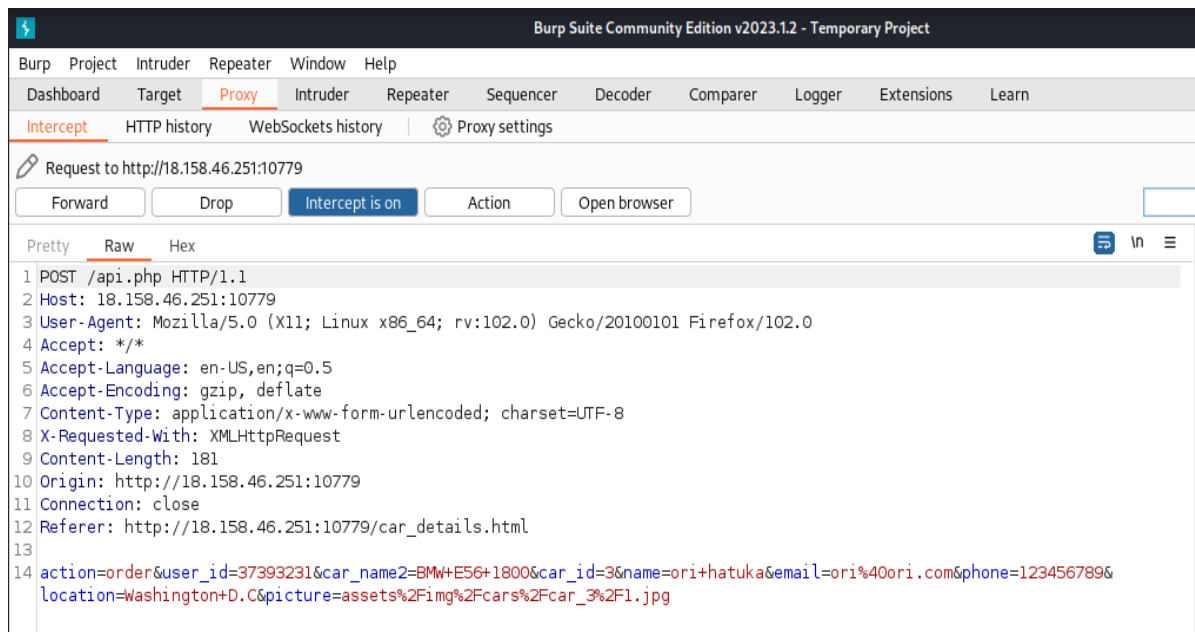 Burp Suite Community Edition v2023.1.2 - Temporary Project
Burp Project Intruder Repeater Window Help
Dashboard Target Proxy Intruder Repeater Sequencer Decoder Comparer Logger Extensions Learn
Intercept HTTP history WebSockets history Proxy settings
Request to http://18.158.46.251:10779
Forward Drop Intercept is on Action Open browser
Pretty Raw Hex \n
1 POST /api.php HTTP/1.1
2 Host: 18.158.46.251:10779
3 User-Agent: Mozilla/5.0 (X11; Linux x86_64; rv:102.0) Gecko/20100101 Firefox/102.0
4 Accept: */*
5 Accept-Language: en-US,en;q=0.5
6 Accept-Encoding: gzip, deflate
7 Content-Type: application/x-www-form-urlencoded; charset=UTF-8
8 X-Requested-With: XMLHttpRequest
9 Content-Length: 181
10 Origin: http://18.158.46.251:10779
11 Connection: close
12 Referer: http://18.158.46.251:10779/car_details.html
13
14 action=order&user_id=37393231&car_name2=BMW+E56+1800&car_id=3&name=ori+hatuka&email=ori%40ori.com&phone=123456789&
location=Washington+D.C&picture=assets%2Fimg%2Fcars%2Fcar_3%2F1.jpg